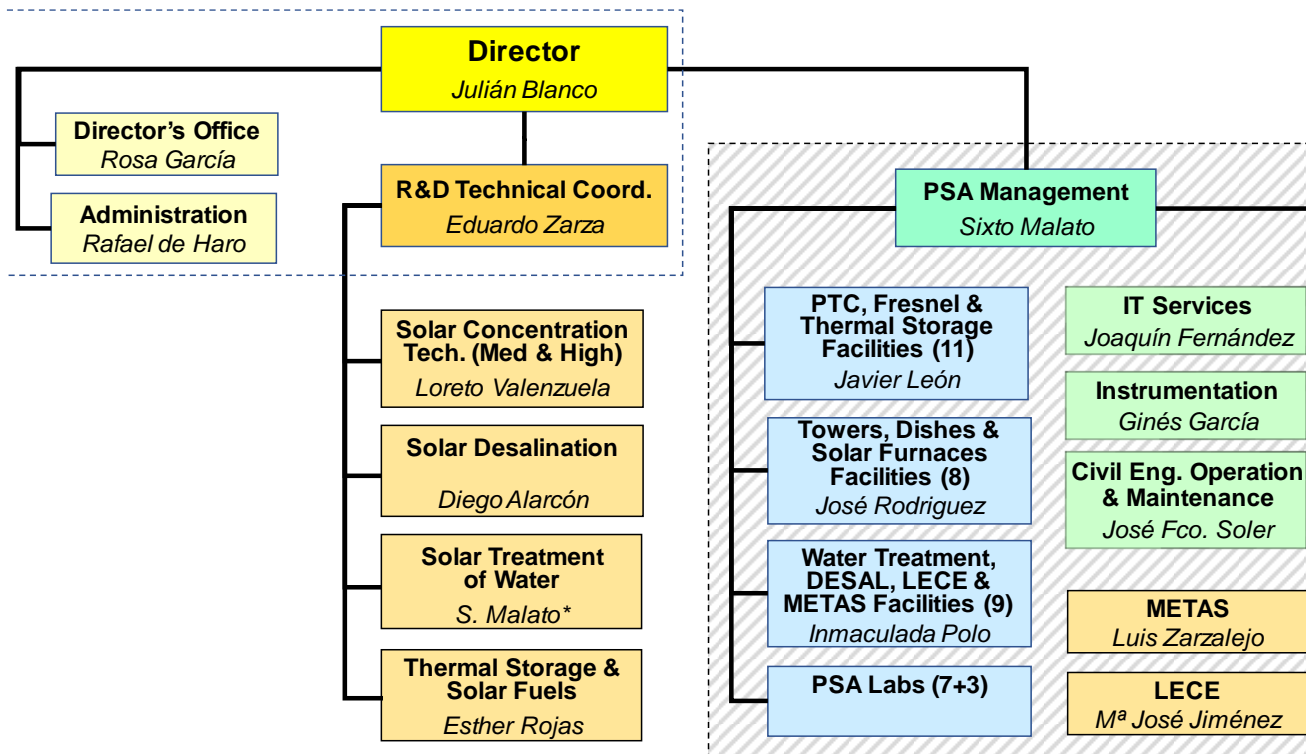 Director
Julián Blanco
Director's Office
Rosa García
Administration
Rafael de Haro
R&D Technical Coord.
Eduardo Zarza
Solar Concentration
Tech. (Med & High)
Loreto Valenzuela
Solar Desalination
Diego Alarcón
Solar Treatment
of Water
S. Malato*
Thermal Storage &
Solar Fuels
Esther Rojas
PSA Management
Sixto Malato
PTC, Fresnel &
Thermal Storage
Facilities (11)
Javier León
Towers, Dishes &
Solar Furnaces
Facilities (8)
José Rodriguez
Water Treatment,
DESAL, LECE &
METAS Facilities (9)
Inmaculada Polo
PSA Labs (7+3)
IT Services
Joaquín Fernández
Instrumentation
Ginés García
Civil Eng. Operation
& Maintenance
José Fco. Soler
METAS
Luis Zarzalejo
LECE
Mª José Jiménez